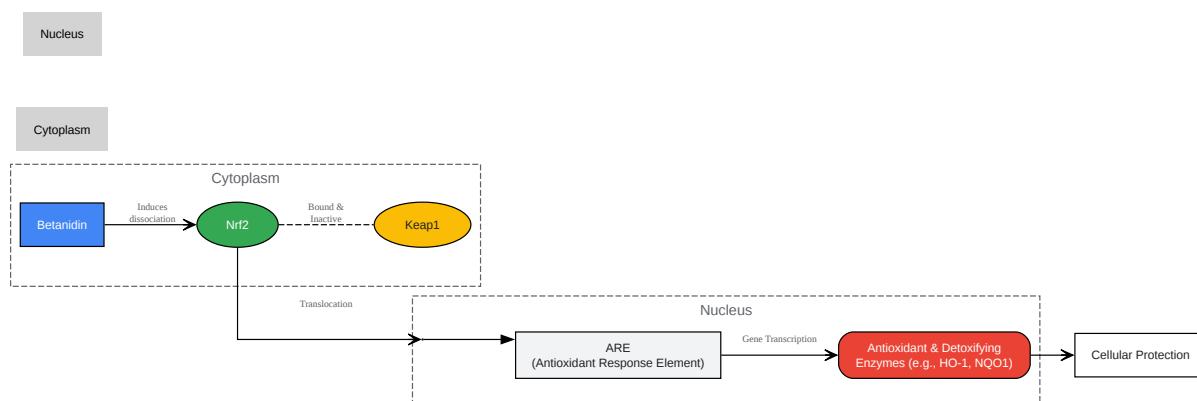 Nucleus
Cytoplasm
Cytoplasm
Betanidin
Induces
dissociation
Nrf2
Bound &
Inactive
Keap1
Translocation
Nucleus
ARE
(Antioxidant Response Element)
Gene Transcription
Antioxidant & Detoxifying
Enzymes (e.g., HO-1, NQO1)
Cellular Protection